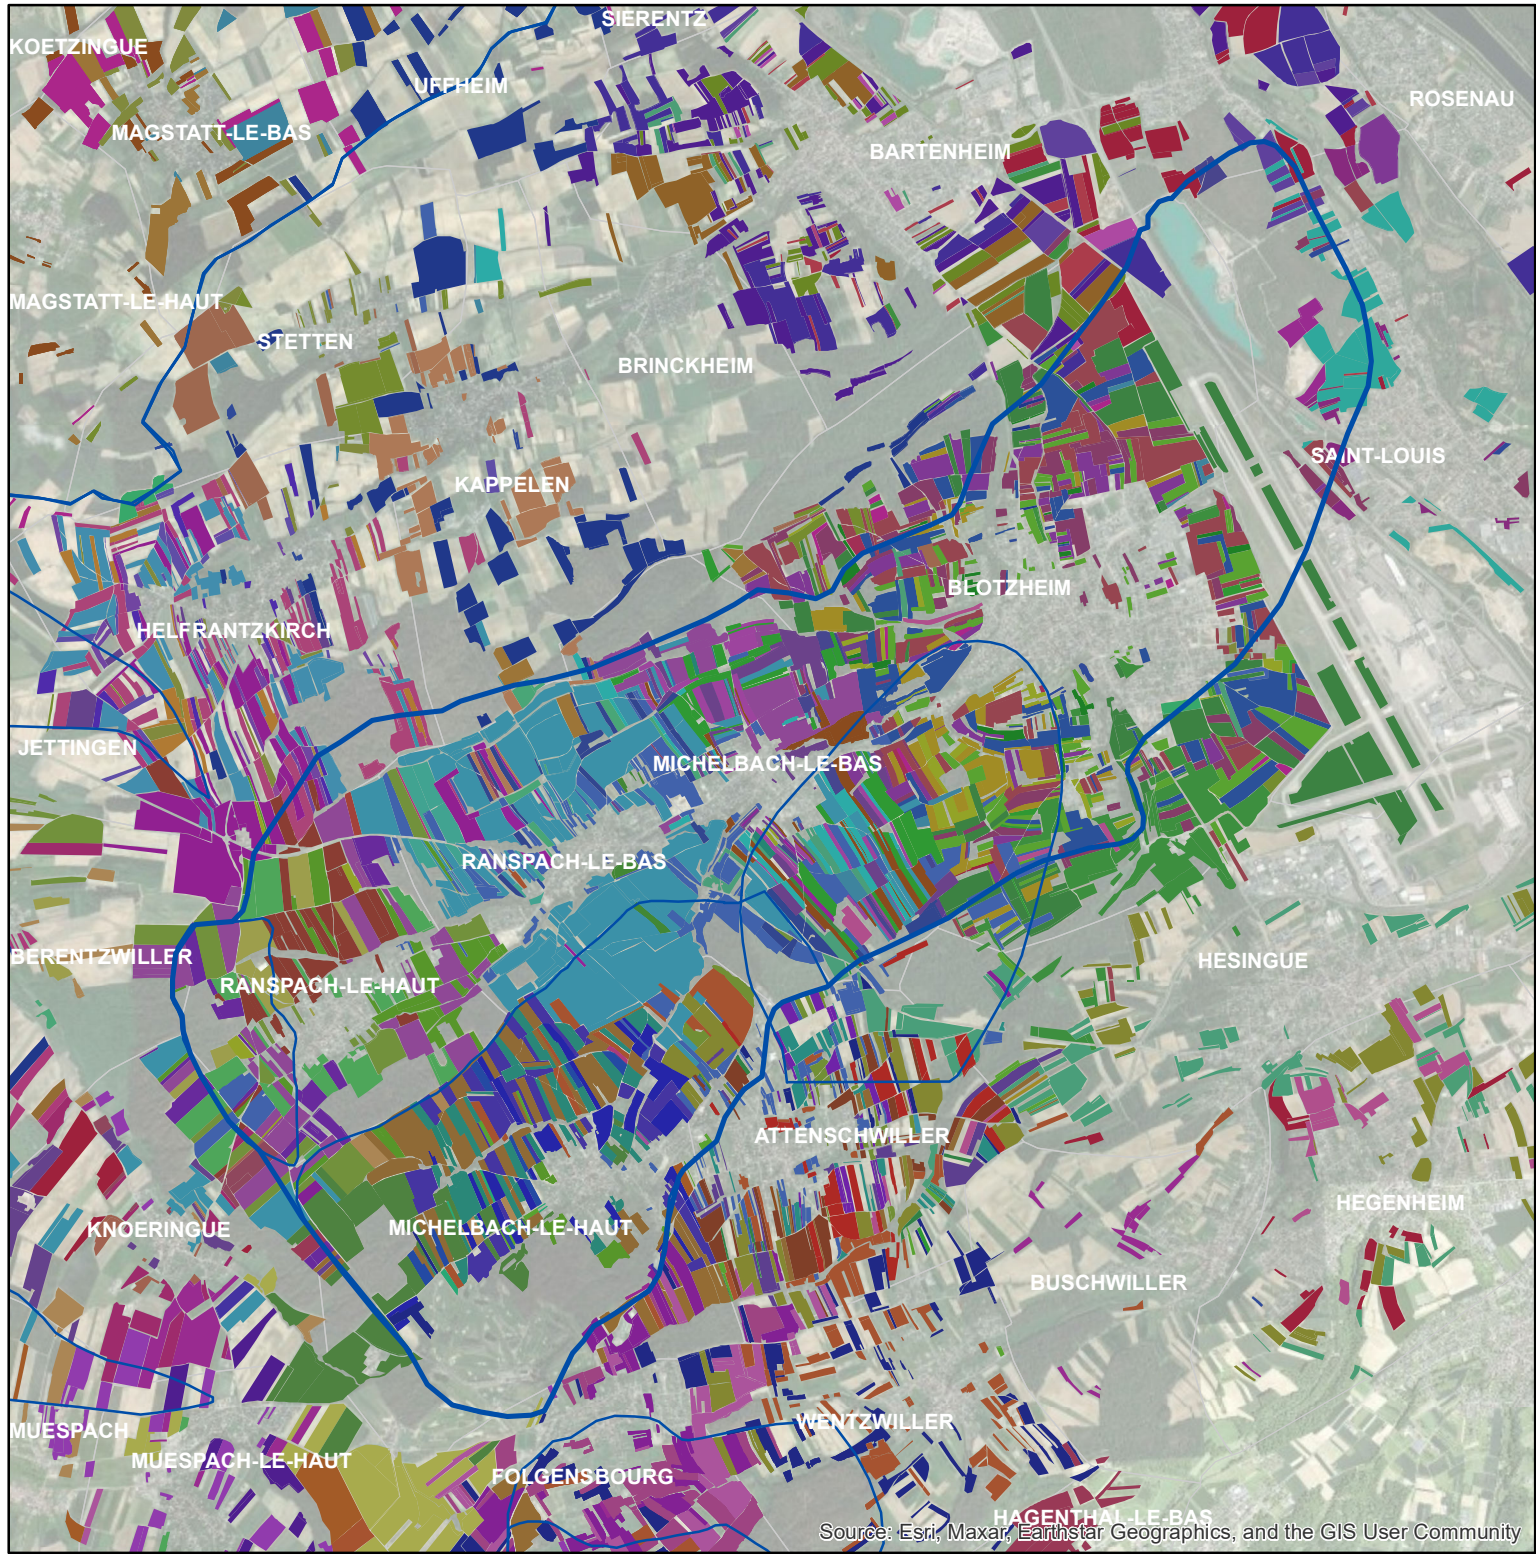 SIERENTZ
KOETZINGUE
UFFHEIM
ROSENAU
MAGSTATT-LE-BAS
BARTENHEIM
MAGSTATT-LE-HAUT
STETTEN
BRINCKHEIM
SAINT-LOUIS
KAPPELEN
BLOTZHEIM
HELFRANTZKIRCH
JETTINGEN
MICHELBACH-LE-BAS
RANSPACH-LE-BAS
BERENTZWILLER
HESINGUE
RANSPACH-LE-HAUT
ATTENSCHWILLER
HEGENHEIM
KNOERINGUE
MICHELBACH-LE-HAUT
BUSCHWILLER
WENTZWILLER
MUESPACH
MUESPACH-LE-HAUT
FOLGENSBOURG
HAGENTHAL-LE-BAS
Source: Esri, Maxar, Earthstar Geographics, and the GIS User Community